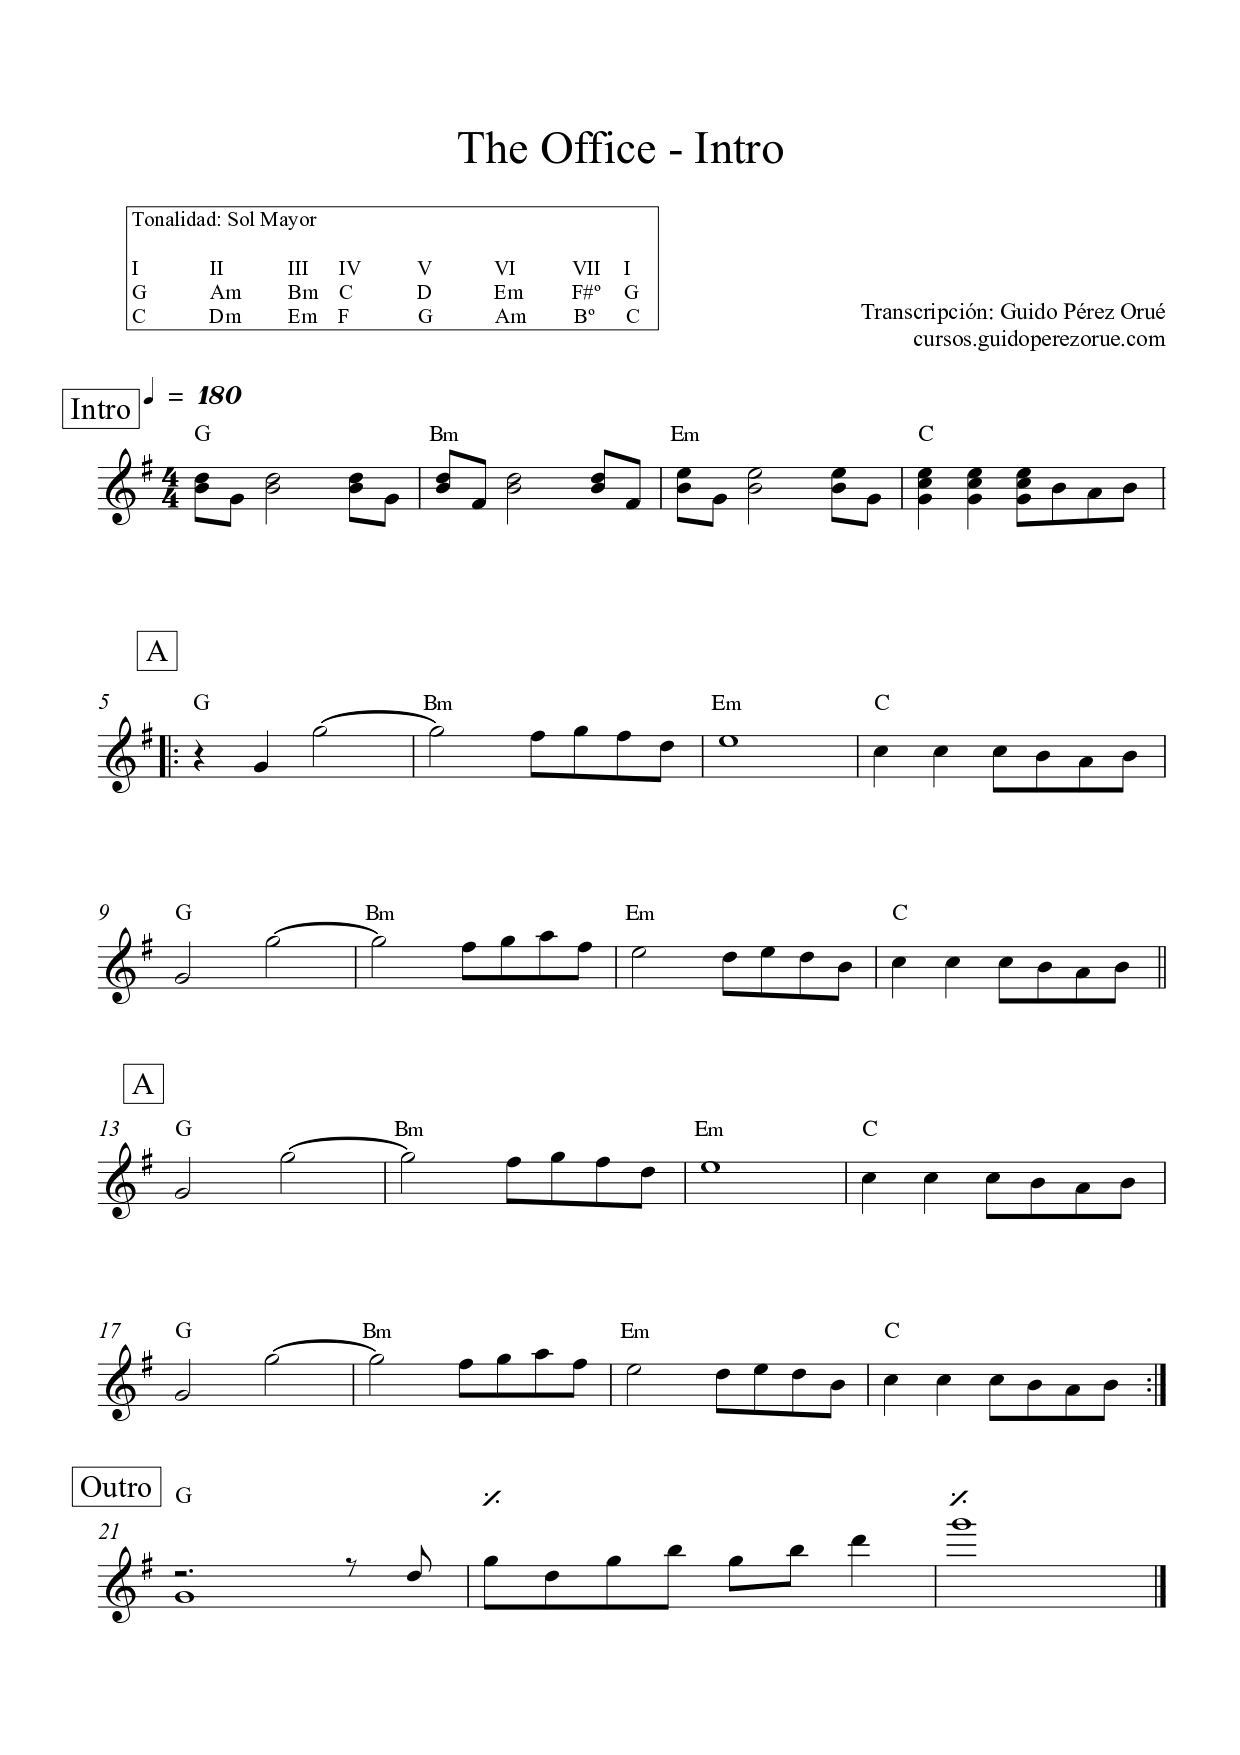 The Office - Intro
Tonalidad: Sol Mayor
I II III IV V VI VII I
G Am Bm C D Em F#º G
C Dm Em F G Am Bº C
Transcripción: Guido Pérez Orué
cursos.guidoperezorue.com
Intro ♩ = 180
G Bm Em C
4
4
A
5 G Bm Em C
9 G Bm Em C
A
13 G Bm Em C
17 G Bm Em C
Outro G
21